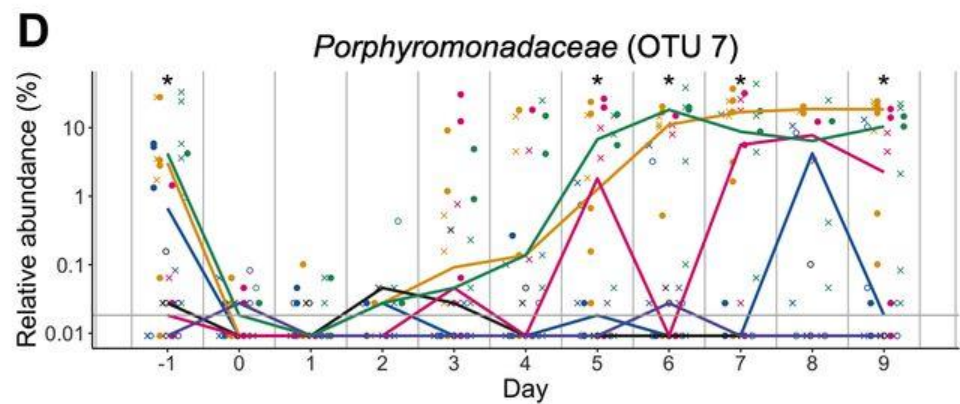 D
Porphyromonadaceae (OTU 7)
Relative abundance (%)
* * * * *
10
1
0.1
0.01
-1 0 1 2 3 4 5 6 7 8 9
Day